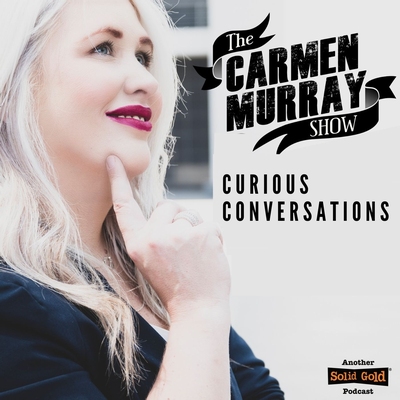 The
CARMEN
MURRAY
SHOW
CURIOUS
CONVERSATIONS
Another
Solid Gold
Podcast